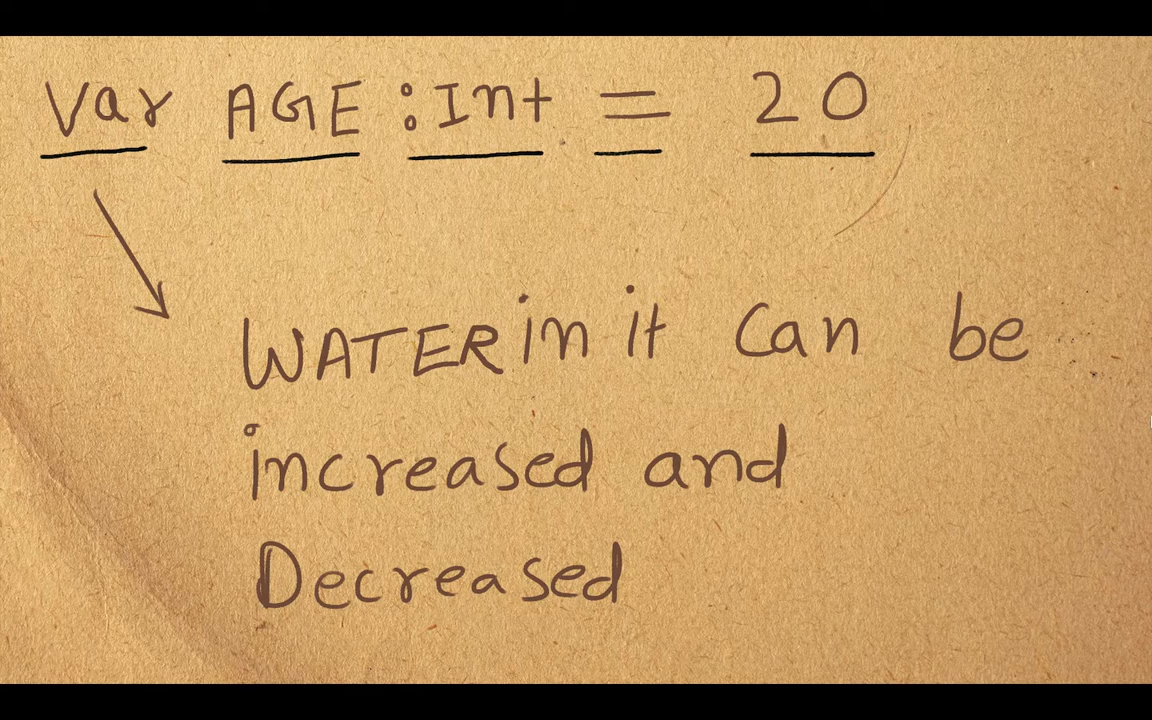 Var AGE :Int = 20
WATER in it can be
increased and
Decreased